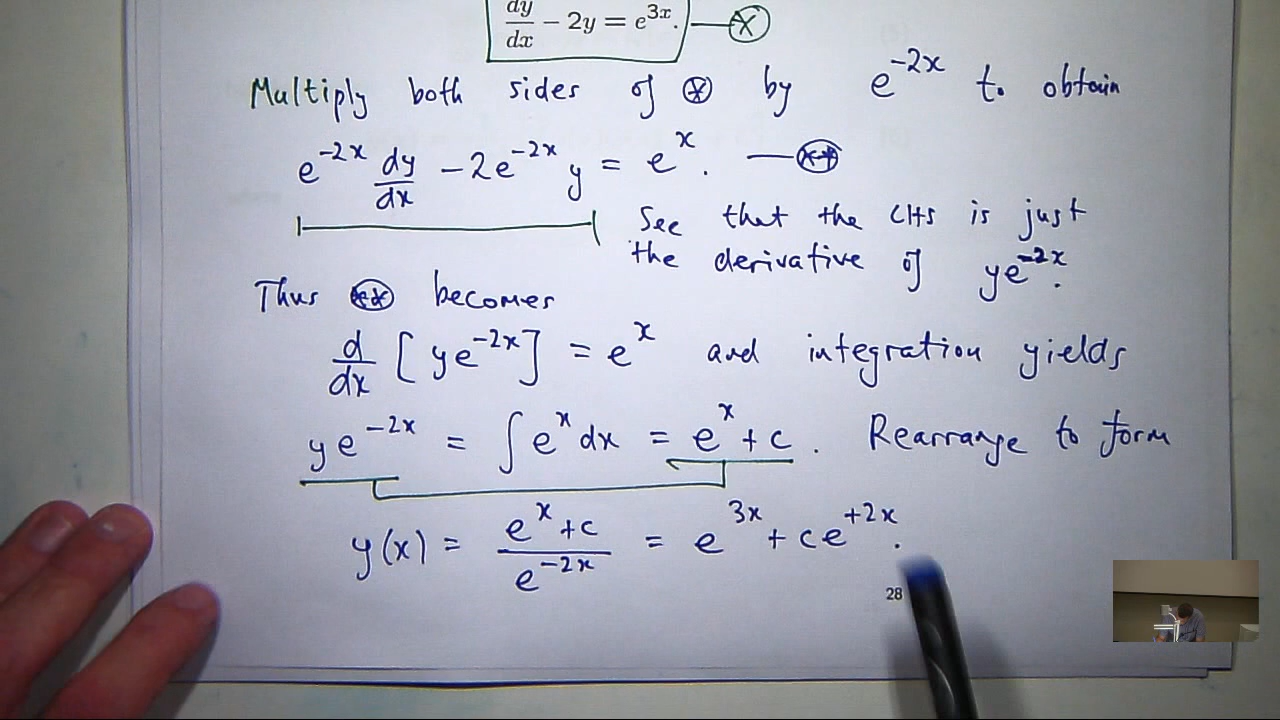 dy/dx − 2y = e^{3x}. —⊛
Multiply both sides of ⊛ by e^{-2x} to obtain
e^{-2x} dy/dx − 2e^{-2x} y = e^x. —(**)
See that the LHS is just
the derivative of ye^{-2x}.
Thus (**) becomes
d/dx [ye^{-2x}] = e^x and integration yields
ye^{-2x} = ∫ e^x dx = e^x + c. Rearrange to form
y(x) = (e^x + c)/e^{-2x} = e^{3x} + ce^{+2x}.
28